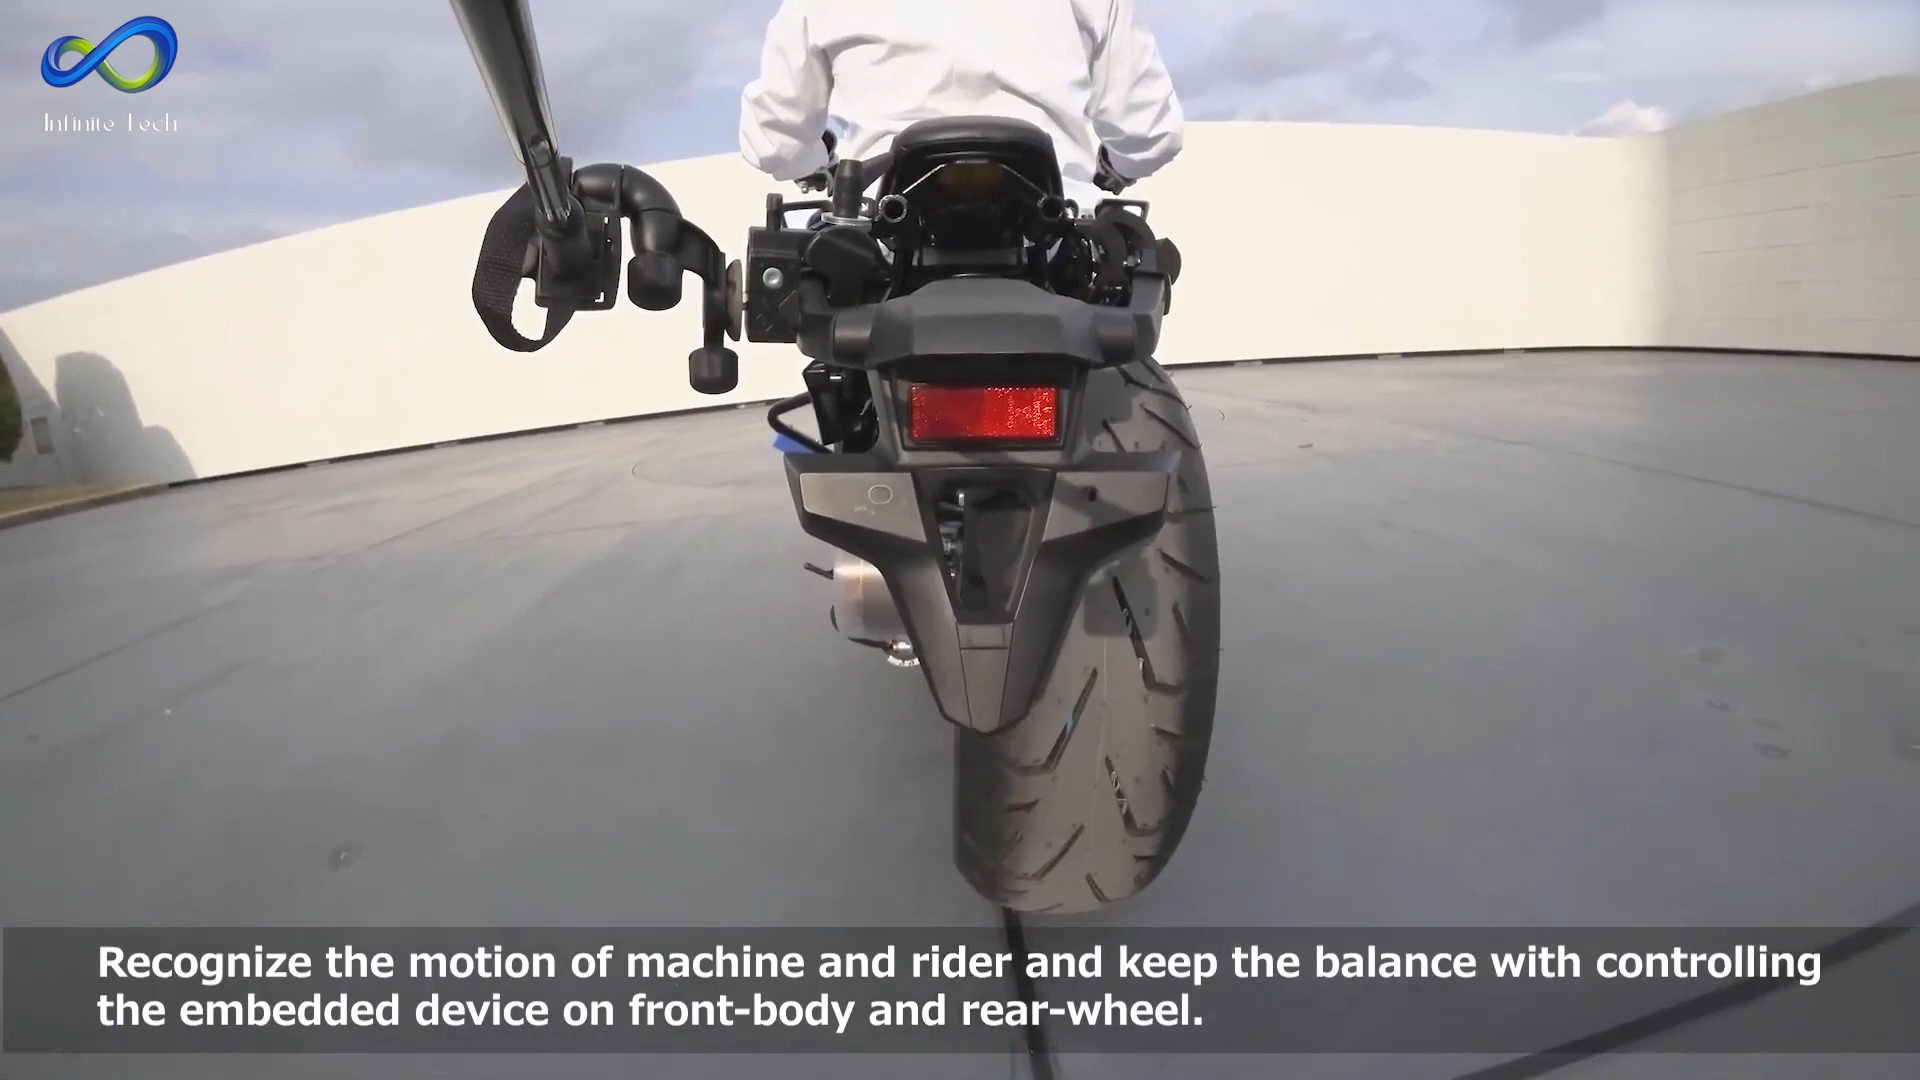 Infinite Tech
Recognize the motion of machine and rider and keep the balance with controlling
the embedded device on front-body and rear-wheel.